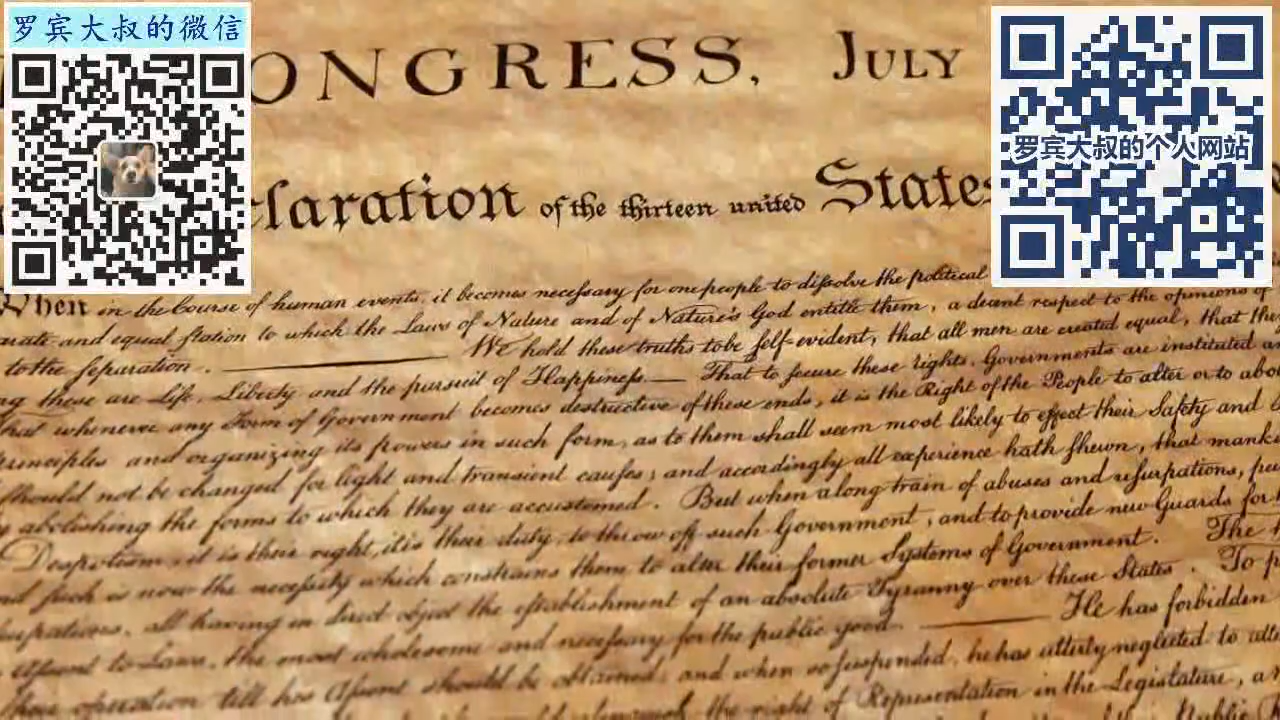 罗宾大叔的微信
罗宾大叔的个人网站
ONGRESS, JULY
claration of the thirteen united States
When in the Course of human events, it becomes necessary for one people to dissolve the political
arate and equal station to which the Laws of Nature and of Nature's God entitle them, a decent respect to the opinions of
to the separation. We hold these truths to be self-evident, that all men are created equal, that the
ng these are Life, Liberty and the pursuit of Happiness.— That to secure these rights, Governments are instituted a
that whenever any Form of Government becomes destructive of these ends, it is the Right of the People to alter or to abol
principles and organizing its powers in such form, as to them shall seem most likely to effect their Safety and
should not be changed for light and transient causes; and accordingly all experience hath shewn, that manki
abolishing the forms to which they are accustomed. But when a long train of abuses and usurpations, pu
Despotism, it is their right, it is their duty, to throw off such Government, and to provide new Guards for
nd such is now the necessity which constrains them to alter their former Systems of Government. The
surpations, all having in direct object the establishment of an absolute Tyranny over these States. To p
Assent to Laws, the most wholesome and necessary for the public good. He has forbidden
their operation till his Assent should be obtained; and when so suspended, he has utterly neglected to att
the right of Representation in the Legislature, a